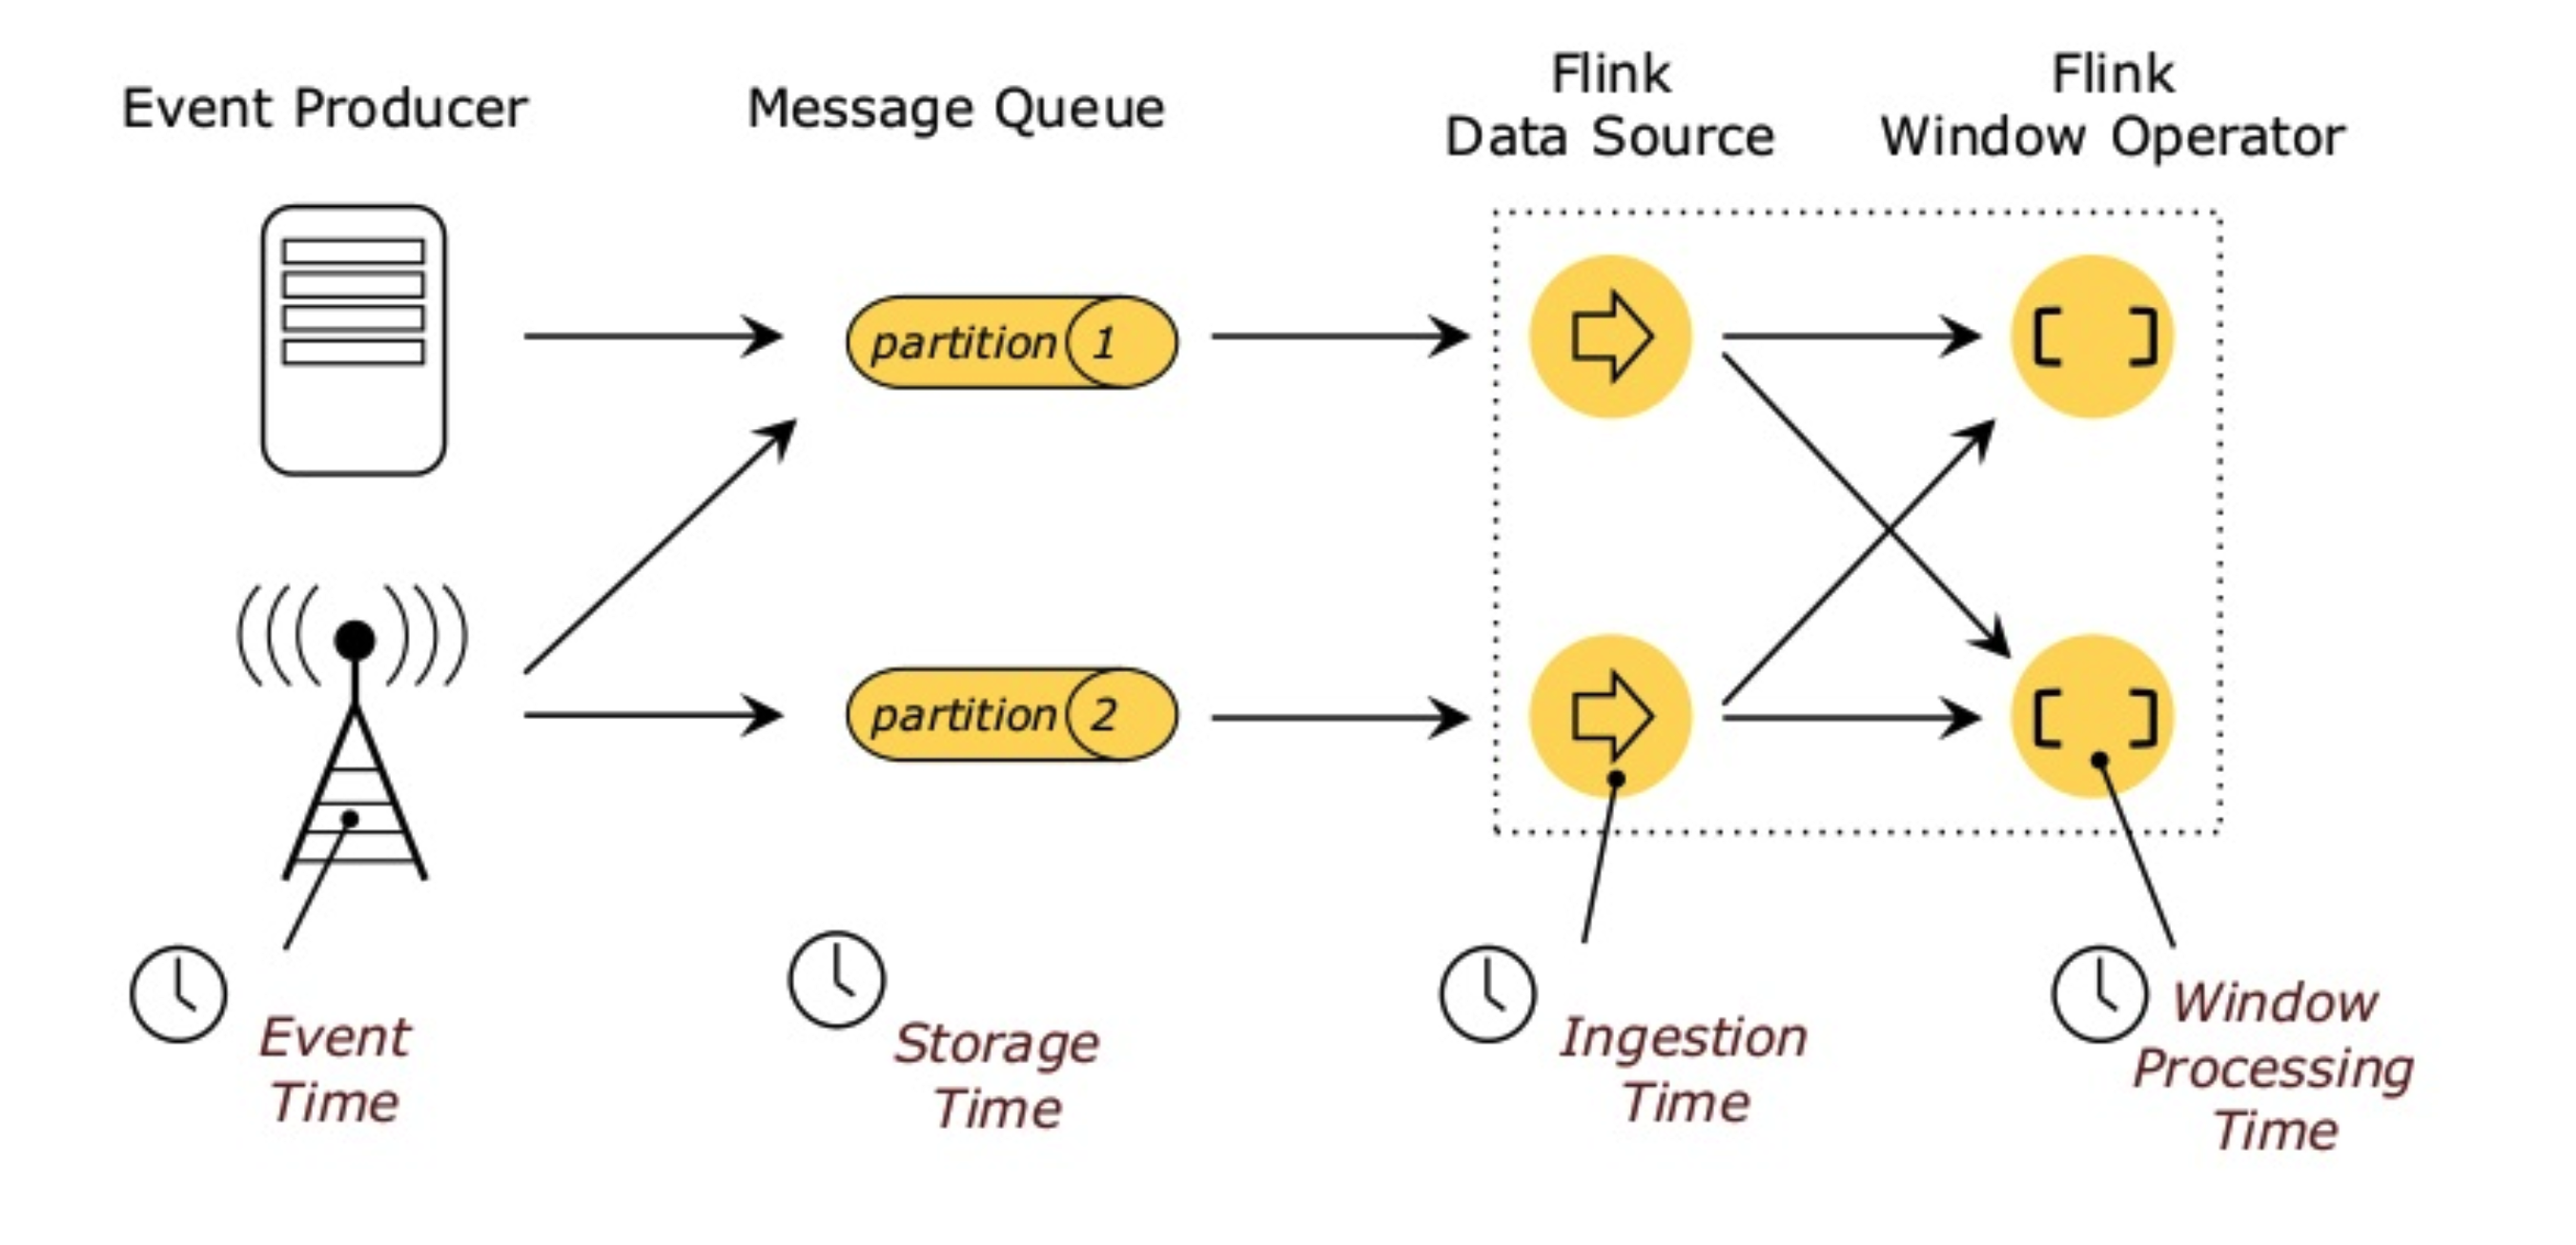 Event Producer
Message Queue
Flink
Data Source
Flink
Window Operator
partition 1
partition 2
Event
Time
Storage
Time
Ingestion
Time
Window
Processing
Time